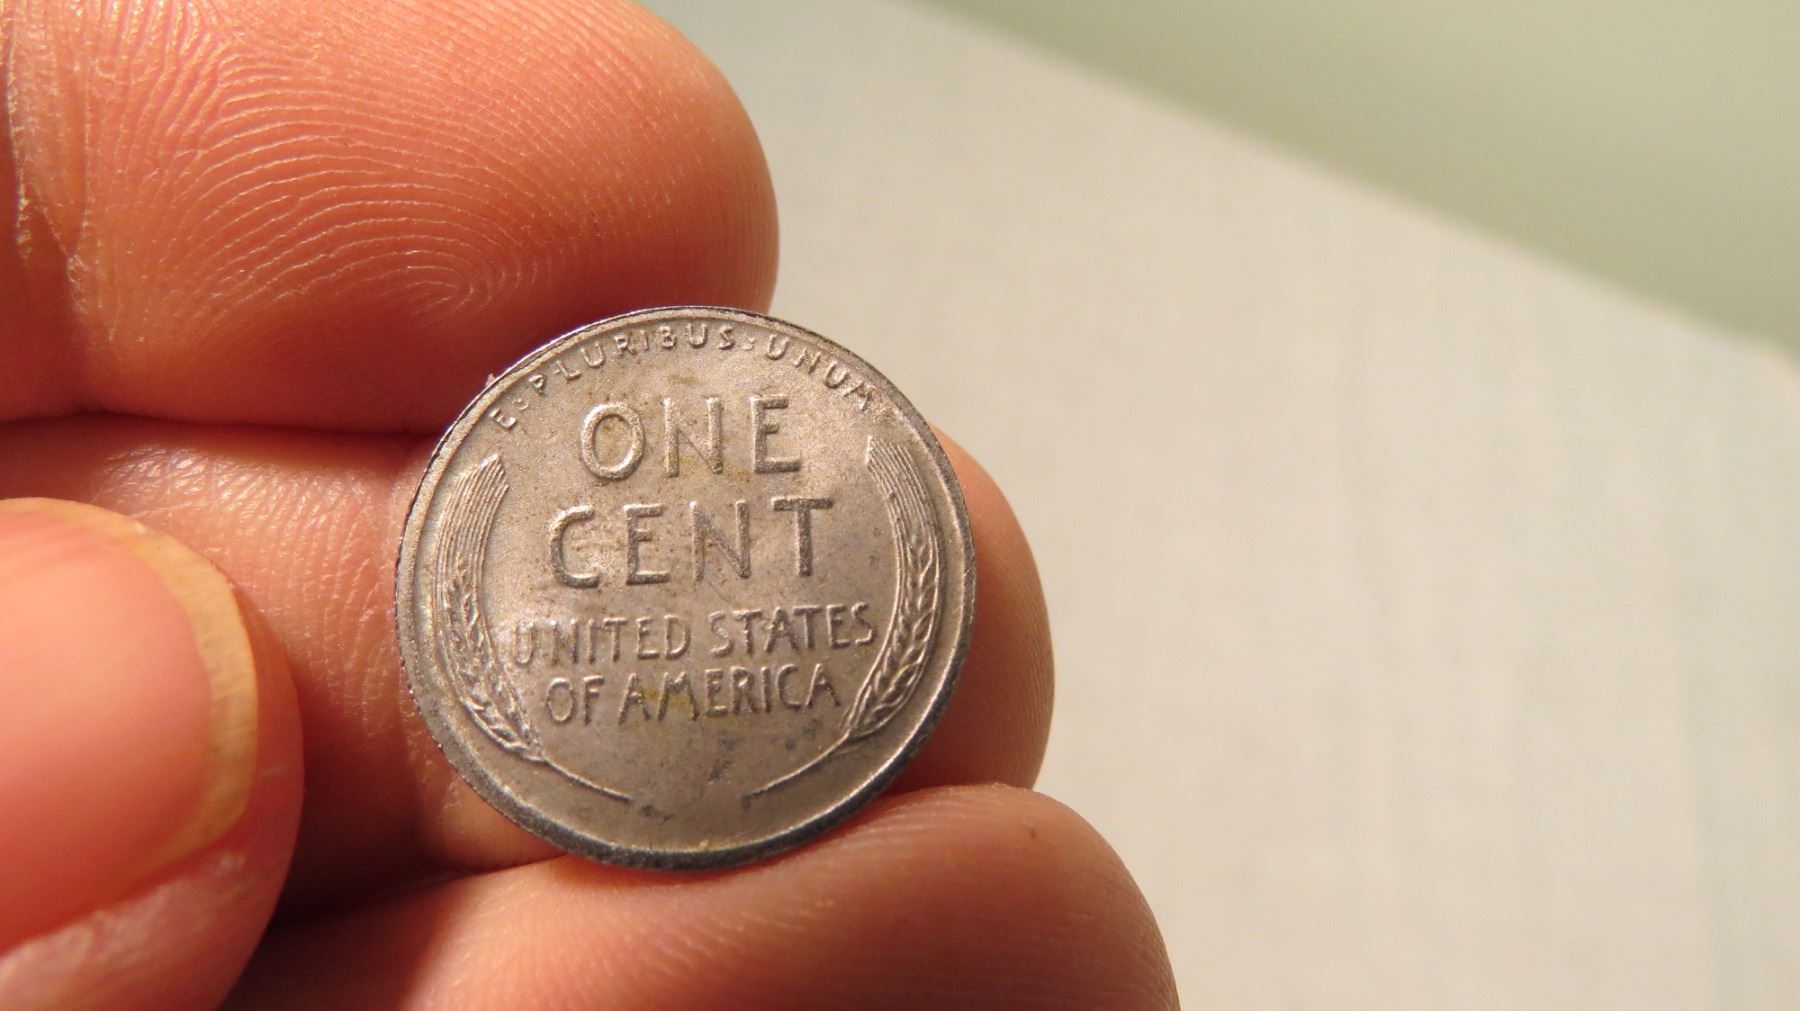 E·PLURIBUS·UNUM
ONE
CENT
UNITED STATES
OF AMERICA